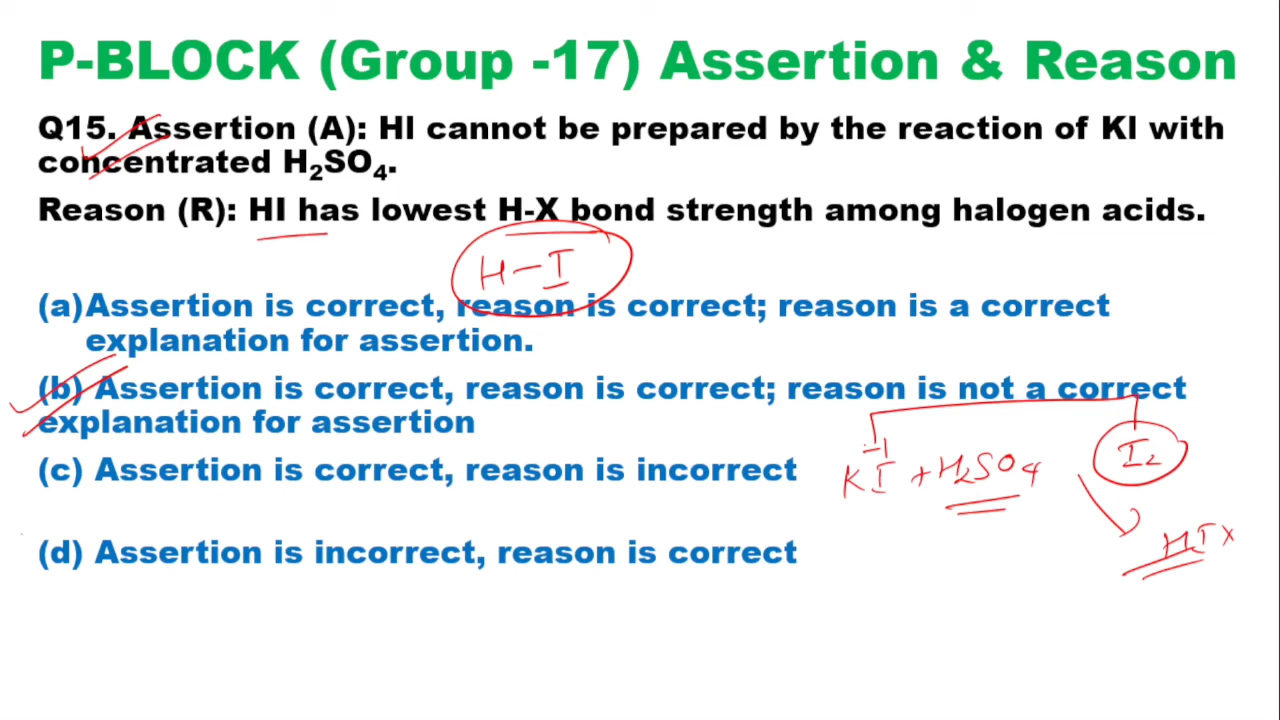 P-BLOCK (Group -17) Assertion & Reason
Q15. Assertion (A): HI cannot be prepared by the reaction of KI with
concentrated H₂SO₄.
Reason (R): HI has lowest H-X bond strength among halogen acids.
H-I
(a)Assertion is correct, reason is correct; reason is a correct
explanation for assertion.
(b) Assertion is correct, reason is correct; reason is not a correct
explanation for assertion
(c) Assertion is correct, reason is incorrect
-1
KI + H₂SO₄
I₂
HI x
(d) Assertion is incorrect, reason is correct